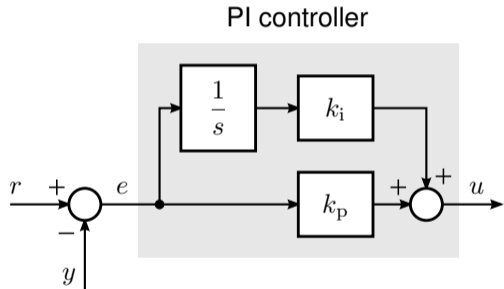 PI controller
1
s
k_i
r
+
e
k_p
+
+
u
−
y